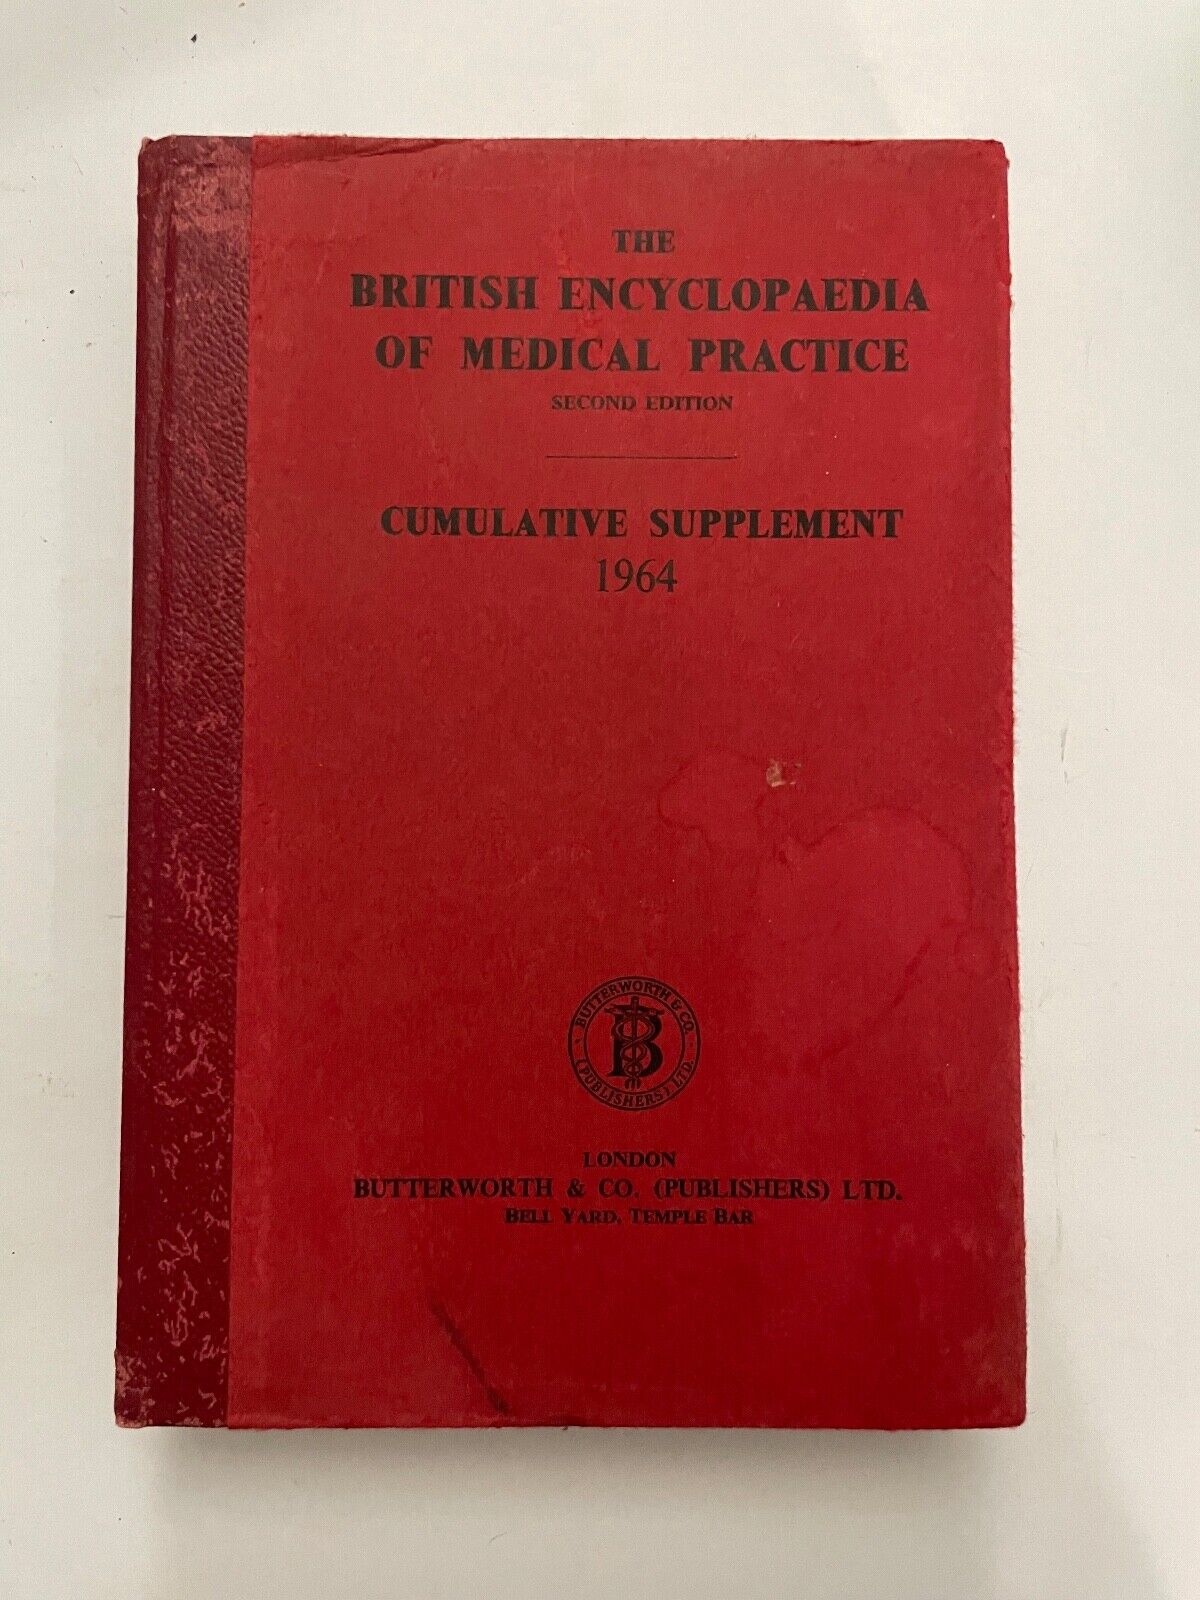 THE
BRITISH ENCYCLOPAEDIA
OF MEDICAL PRACTICE
SECOND EDITION
CUMULATIVE SUPPLEMENT
1964
BUTTERWORTH & CO.
B
(PUBLISHERS) LTD.
LONDON
BUTTERWORTH & CO. (PUBLISHERS) LTD.
BELL YARD, TEMPLE BAR